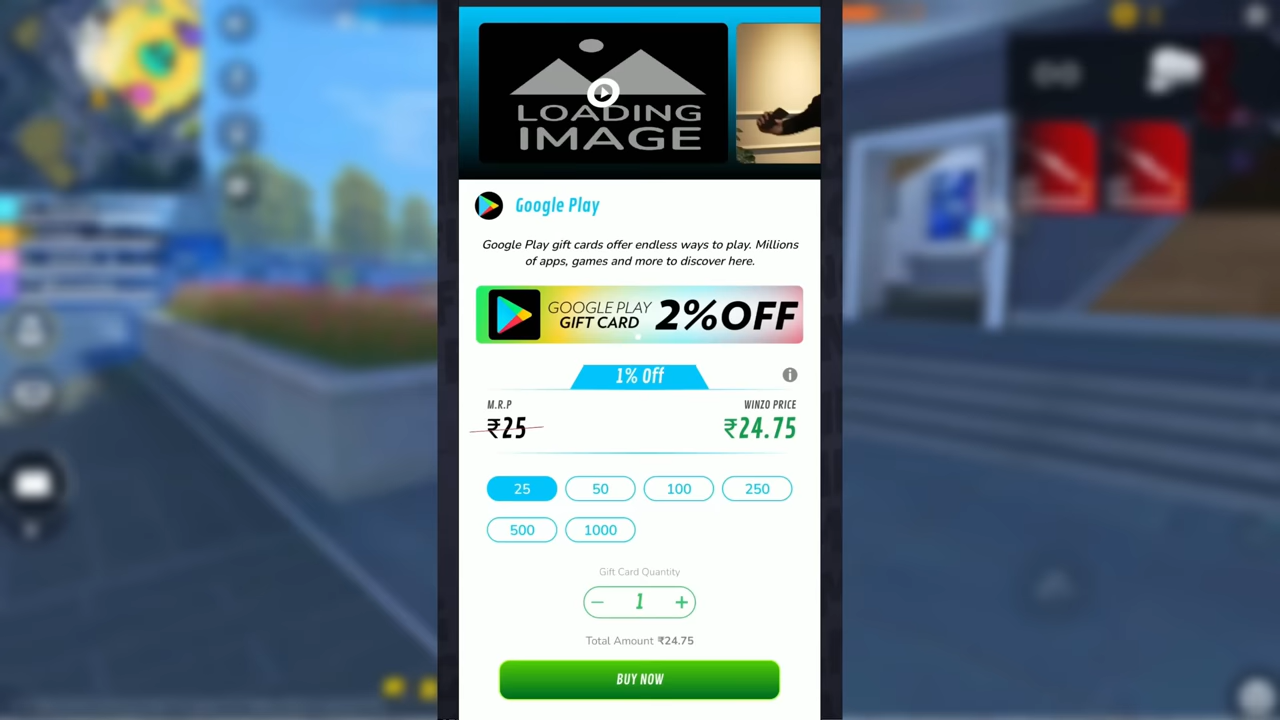 LOADING
IMAGE
Google Play
Google Play gift cards offer endless ways to play. Millions
of apps, games and more to discover here.
GOOGLE PLAY
GIFT CARD
2%OFF
1% Off
M.R.P
WINZO PRICE
₹25
₹24.75
25 50 100 250
500 1000
Gift Card Quantity
− 1 +
Total Amount ₹24.75
BUY NOW